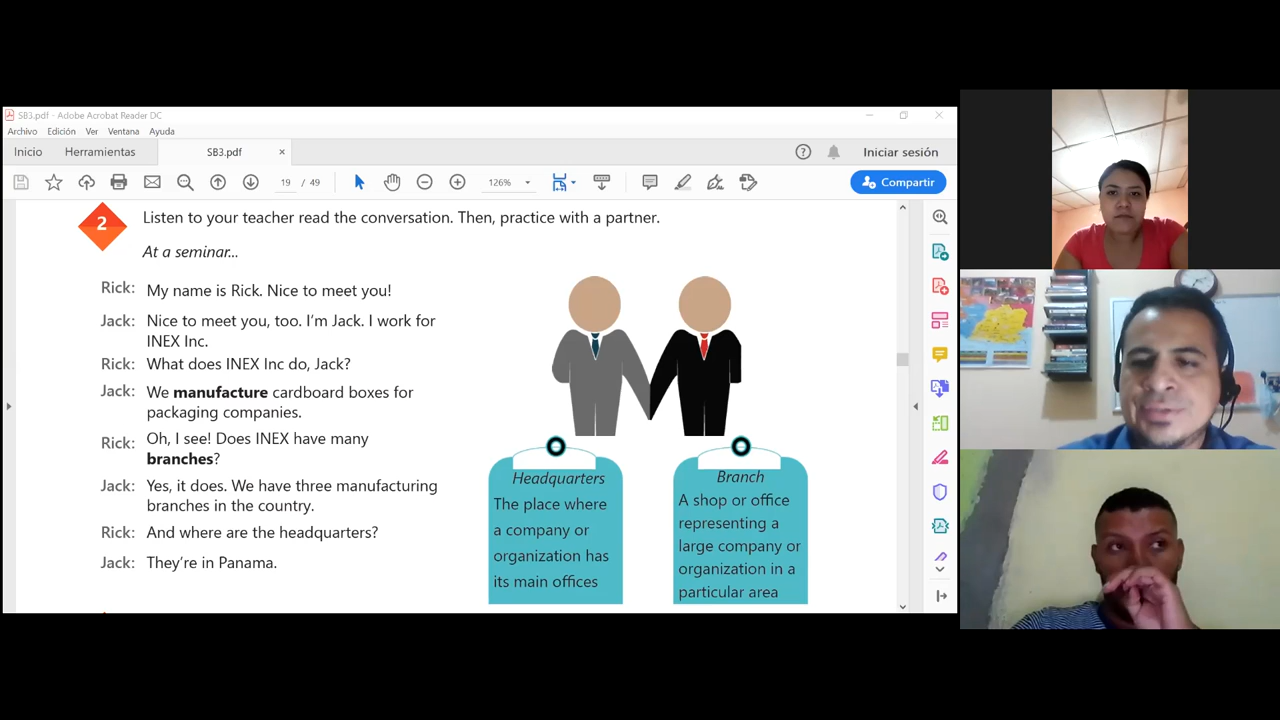 SB3.pdf - Adobe Acrobat Reader DC
Archivo Edición Ver Ventana Ayuda
Inicio Herramientas SB3.pdf × Iniciar sesión
19 / 49 126% Compartir
2 Listen to your teacher read the conversation. Then, practice with a partner.
At a seminar...
Rick: My name is Rick. Nice to meet you!
Jack: Nice to meet you, too. I'm Jack. I work for
INEX Inc.
Rick: What does INEX Inc do, Jack?
Jack: We manufacture cardboard boxes for
packaging companies.
Rick: Oh, I see! Does INEX have many
branches?
Jack: Yes, it does. We have three manufacturing
branches in the country.
Rick: And where are the headquarters?
Jack: They're in Panama.
Headquarters
The place where
a company or
organization has
its main offices
Branch
A shop or office
representing a
large company or
organization in a
particular area